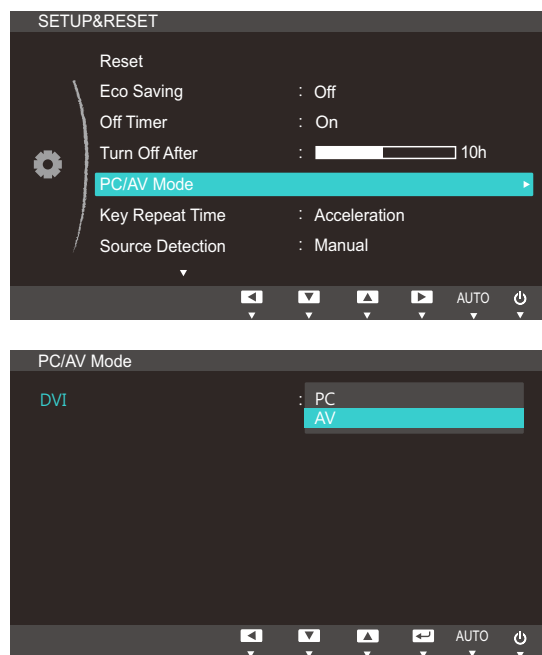 SETUP&RESET
Reset
Eco Saving : Off
Off Timer : On
Turn Off After : 10h
PC/AV Mode
Key Repeat Time : Acceleration
Source Detection : Manual
AUTO
PC/AV Mode
DVI : PC
AV
AUTO